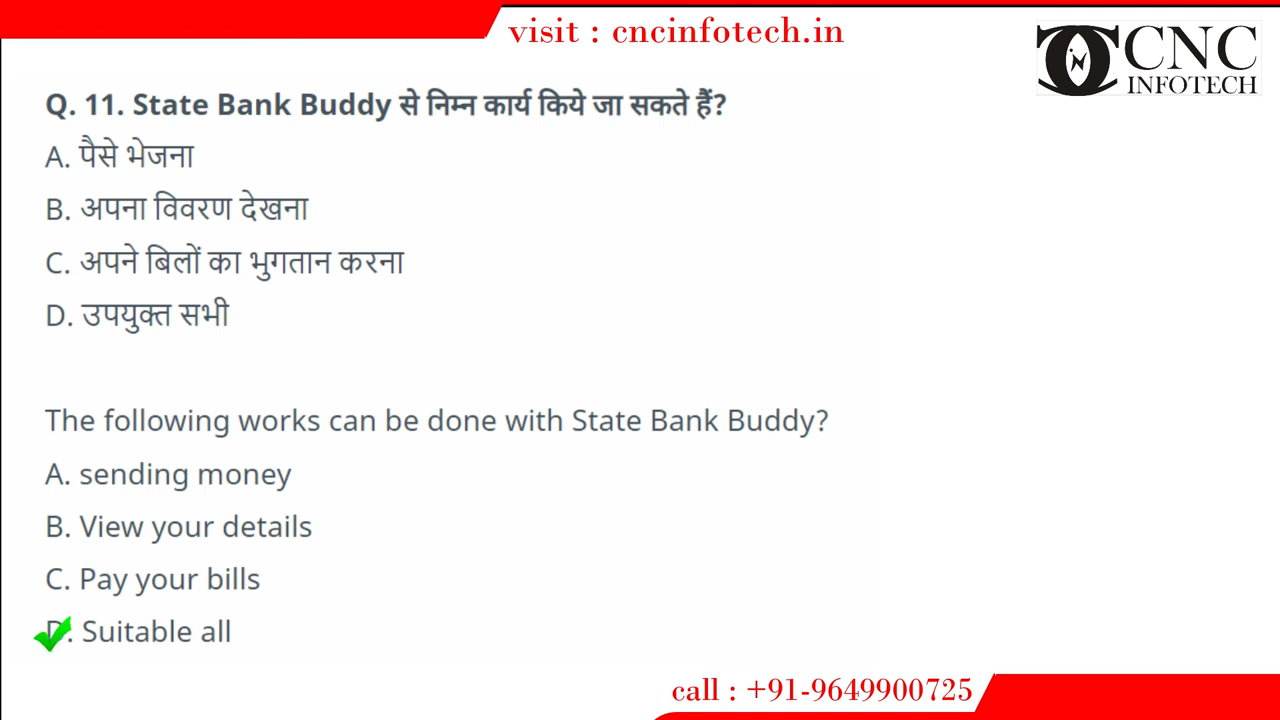 visit : cncinfotech.in
CNC
INFOTECH
Q. 11. State Bank Buddy से निम्न कार्य किये जा सकते हैं?
A. पैसे भेजना
B. अपना विवरण देखना
C. अपने बिलों का भुगतान करना
D. उपयुक्त सभी
The following works can be done with State Bank Buddy?
A. sending money
B. View your details
C. Pay your bills
D. Suitable all
call : +91-9649900725